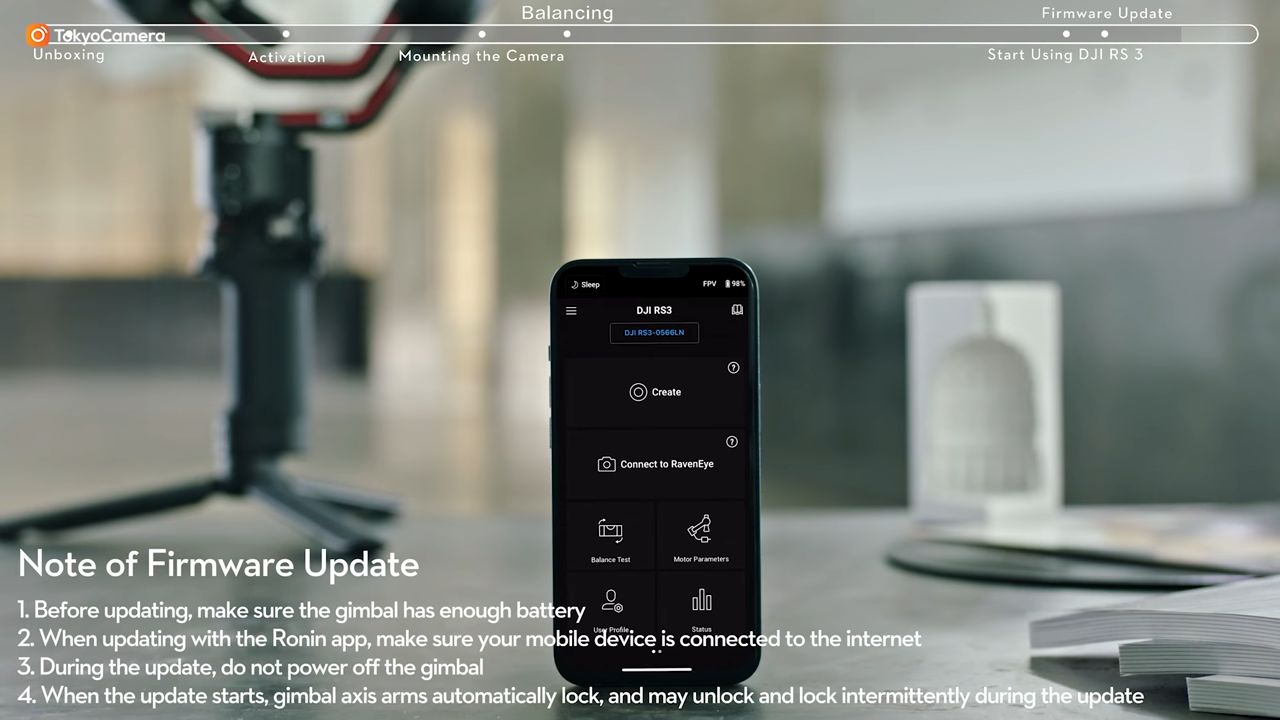 Balancing
Firmware Update
TokyoCamera
Unboxing
Activation
Mounting the Camera
Start Using DJI RS 3
Sleep
FPV
98%
DJI RS3
DJI RS3-0566LN
?
Create
?
Connect to RavenEye
Balance Test
Motor Parameters
User Profile
Status
Note of Firmware Update
1. Before updating, make sure the gimbal has enough battery
2. When updating with the Ronin app, make sure your mobile device is connected to the internet
3. During the update, do not power off the gimbal
4. When the update starts, gimbal axis arms automatically lock, and may unlock and lock intermittently during the update